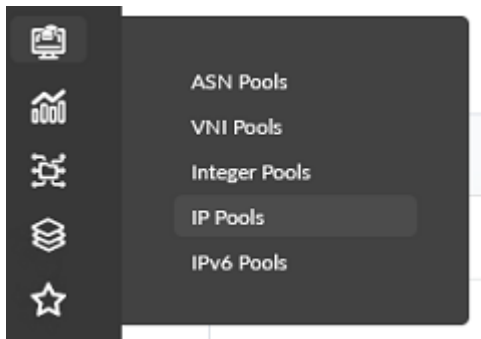 ASN Pools
VNI Pools
Integer Pools
IP Pools
IPv6 Pools